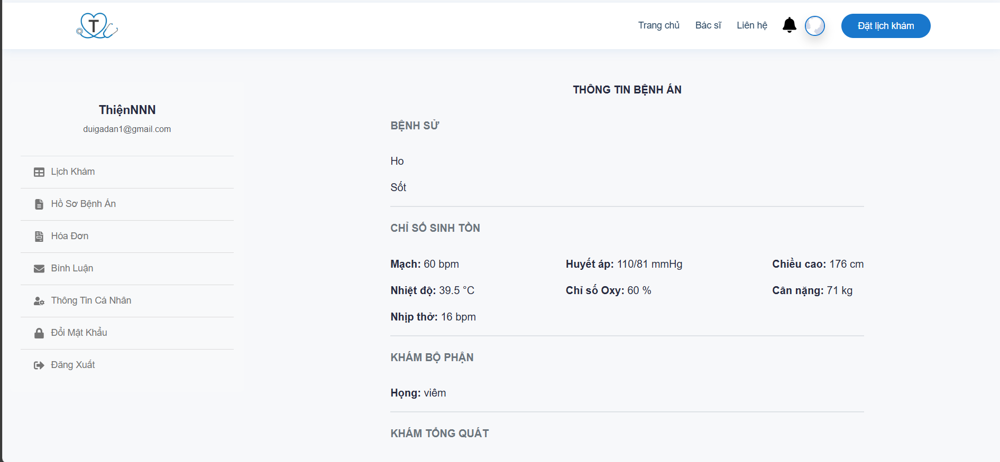 T
Trang chủ Bác sĩ Liên hệ Đặt lịch khám
ThiệnNNN
duigadan1@gmail.com
Lịch Khám
Hồ Sơ Bệnh Án
Hóa Đơn
Bình Luận
Thông Tin Cá Nhân
Đổi Mật Khẩu
Đăng Xuất
THÔNG TIN BỆNH ÁN
BỆNH SỬ
Ho
Sốt
CHỈ SỐ SINH TỒN
Mạch: 60 bpm Huyết áp: 110/81 mmHg Chiều cao: 176 cm
Nhiệt độ: 39.5 °C Chỉ số Oxy: 60 % Cân nặng: 71 kg
Nhịp thở: 16 bpm
KHÁM BỘ PHẬN
Họng: viêm
KHÁM TỔNG QUÁT